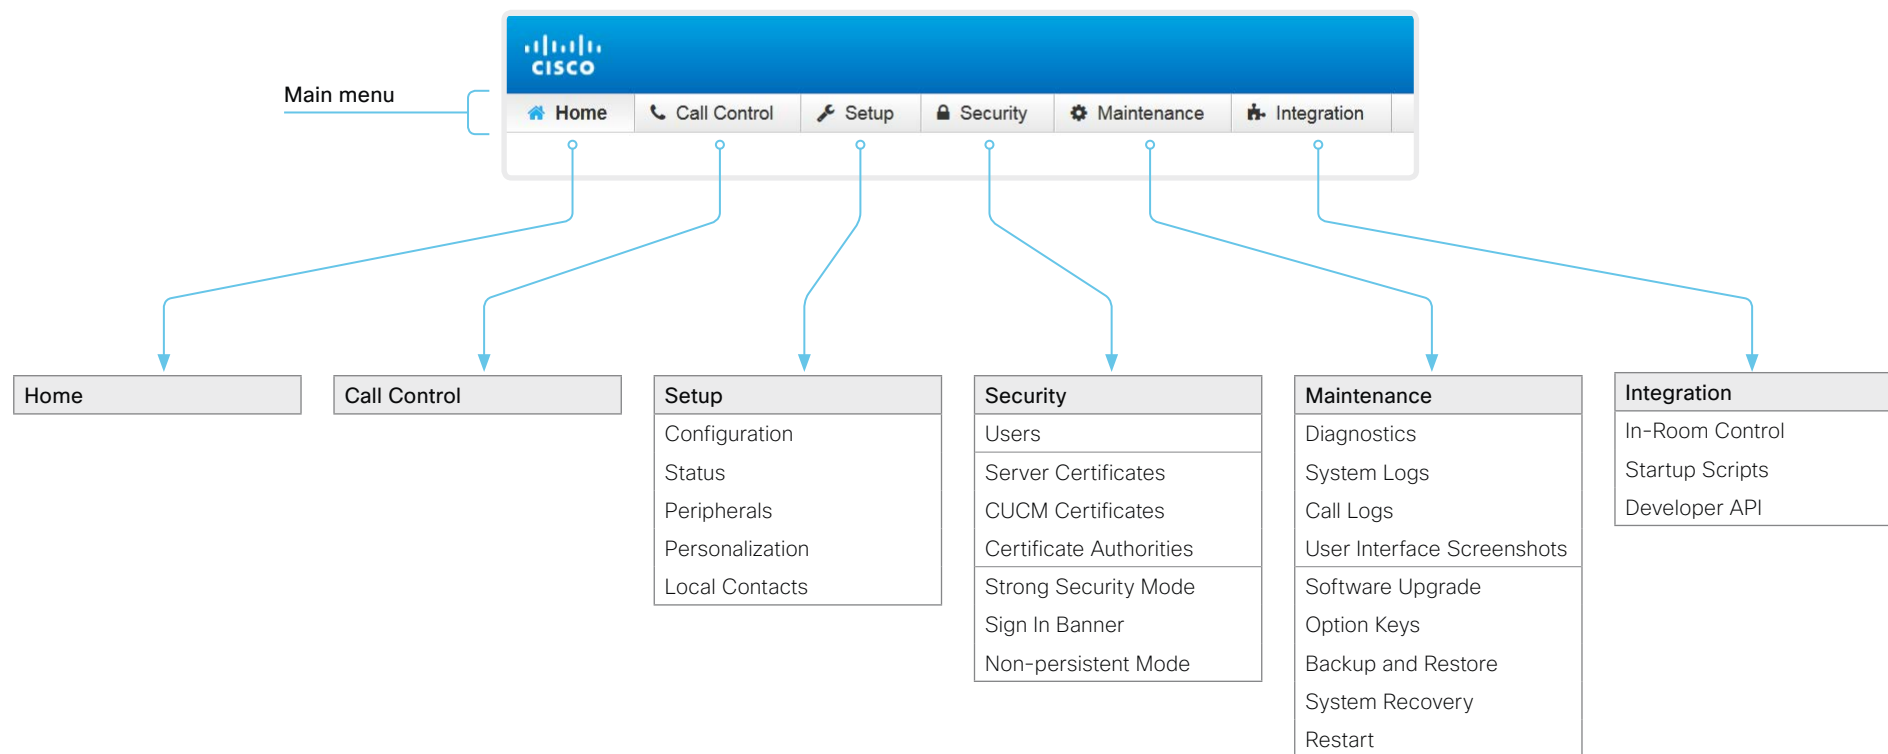 CISCO
Main menu
Home Call Control Setup Security Maintenance Integration
Home
Call Control
Setup
Configuration
Status
Peripherals
Personalization
Local Contacts
Security
Users
Server Certificates
CUCM Certificates
Certificate Authorities
Strong Security Mode
Sign In Banner
Non-persistent Mode
Maintenance
Diagnostics
System Logs
Call Logs
User Interface Screenshots
Software Upgrade
Option Keys
Backup and Restore
System Recovery
Restart
Integration
In-Room Control
Startup Scripts
Developer API